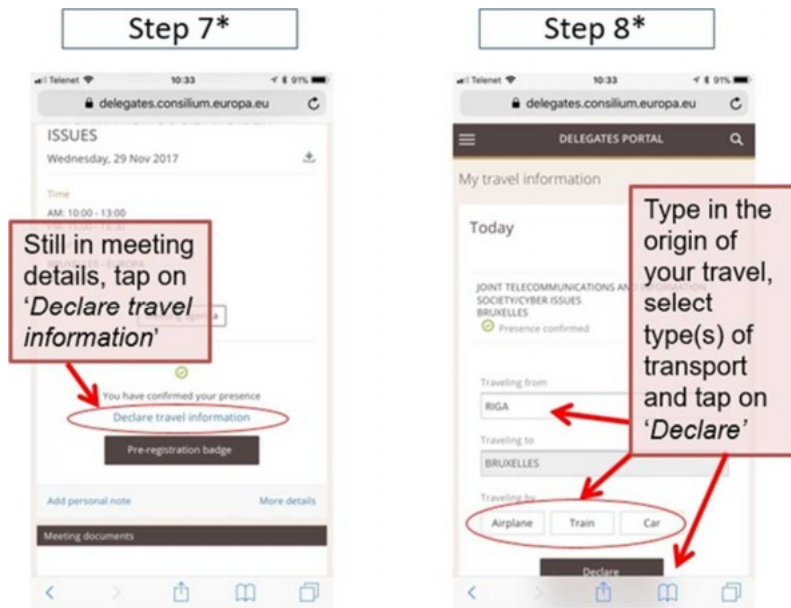 Step 7*
Telenet 10:33 91%
delegates.consilium.europa.eu
ISSUES
Wednesday, 29 Nov 2017
Time
AM: 10:00 - 13:00
BRUXELLES - EUROPA
Still in meeting
details, tap on
‘Declare travel
information’
You have confirmed your presence
Declare travel information
Pre-registration badge
Add personal note More details
Meeting documents
Step 8*
Telenet 10:33 91%
delegates.consilium.europa.eu
DELEGATES PORTAL
My travel information
Today
JOINT TELECOMMUNICATIONS AND INFORMATION
SOCIETY/CYBER ISSUES
BRUXELLES
Presence confirmed
Traveling from
RIGA
Traveling to
BRUXELLES
Traveling by
Airplane Train Car
Declare
Type in the
origin of
your travel,
select
type(s) of
transport
and tap on
‘Declare’